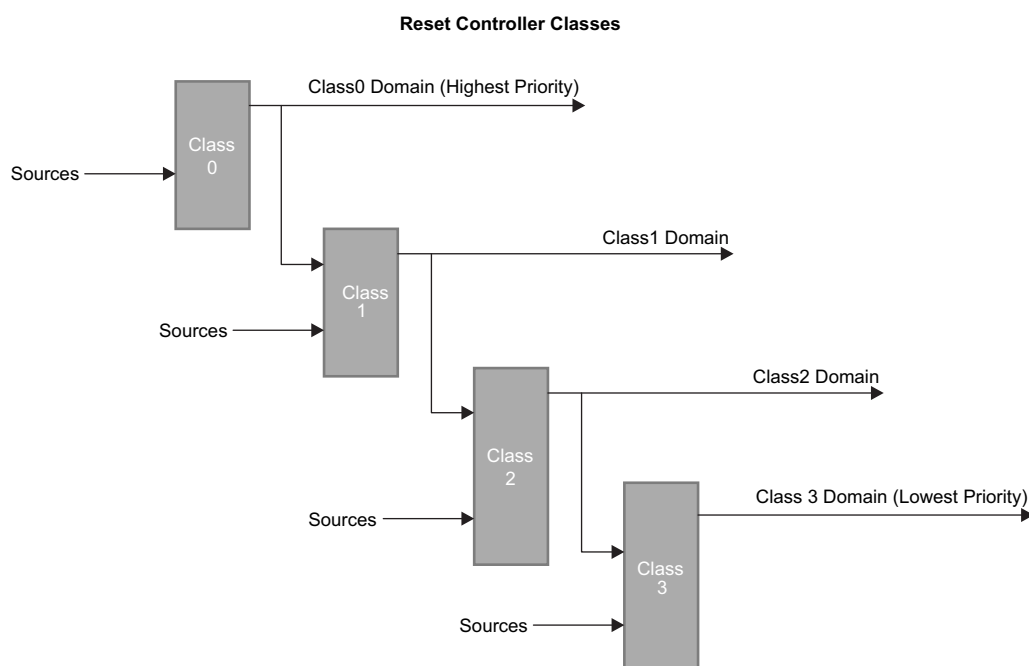 Reset Controller Classes
Class0 Domain (Highest Priority)
Class
0
Sources
Class1 Domain
Class
1
Sources
Class2 Domain
Class
2
Sources
Class 3 Domain (Lowest Priority)
Class
3
Sources